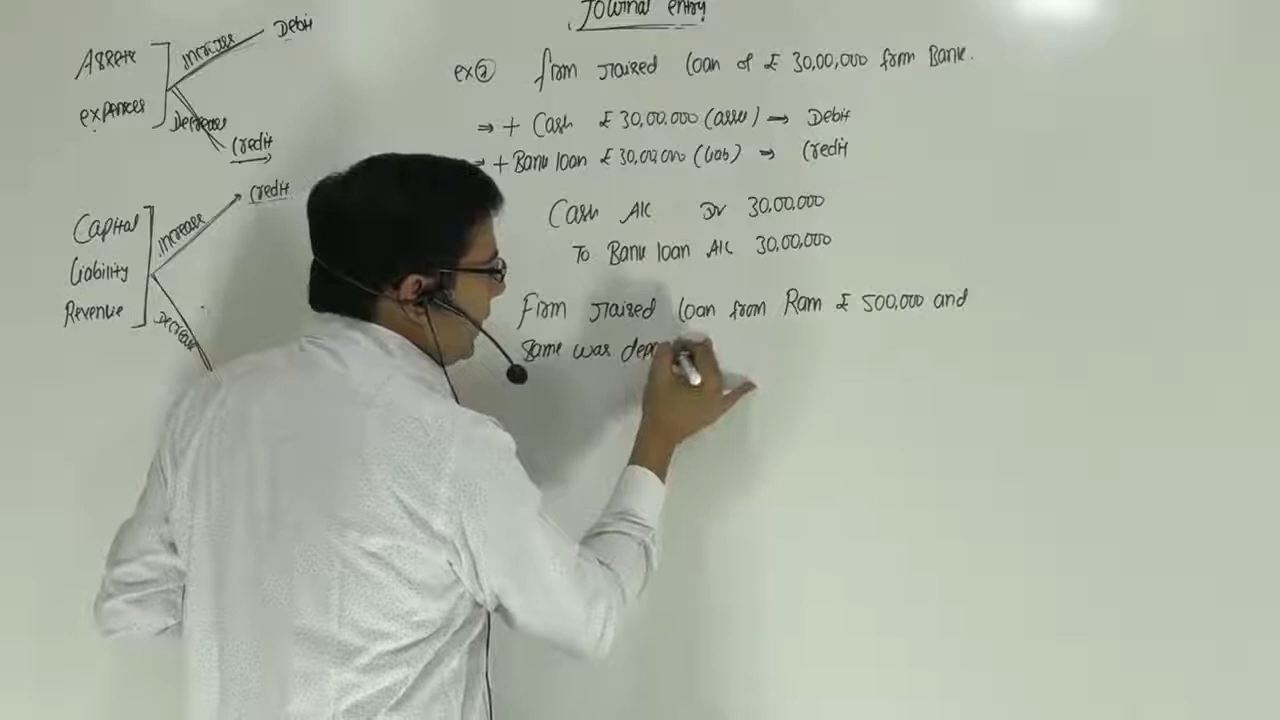 Journal entry
Assets
expenses
increase
Debit
Decrease
Credit
Capital
Liability
Revenue
increase
Credit
Decrease
ex② firm raised loan of £ 30,00,000 from Bank.
⇒ + Cash £ 30,00,000 (asset) → Debit
+ Bank loan £ 30,00,000 (liab) → Credit
Cash A/C Dr 30,00,000
To Bank loan A/C 30,00,000
Firm raised loan from Ram £ 500,000 and
Same was dep